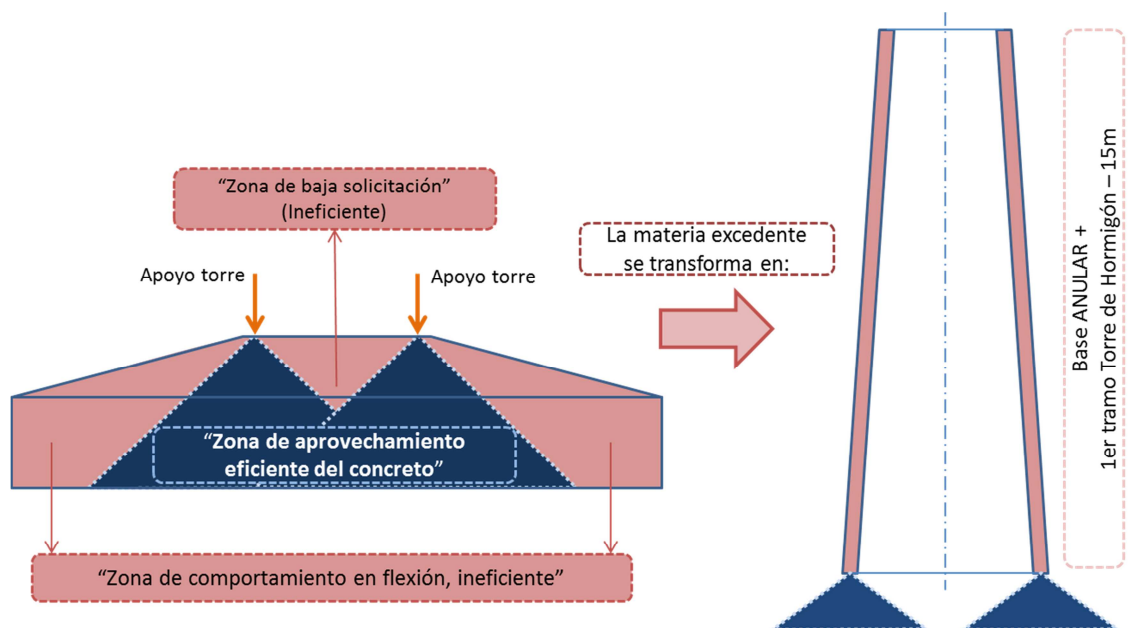 “Zona de baja solicitación”
(Ineficiente)
Apoyo torre
Apoyo torre
“Zona de aprovechamiento
eficiente del concreto”
“Zona de comportamiento en flexión, ineficiente”
La materia excedente
se transforma en:
Base ANULAR +
1er tramo Torre de Hormigón – 15m